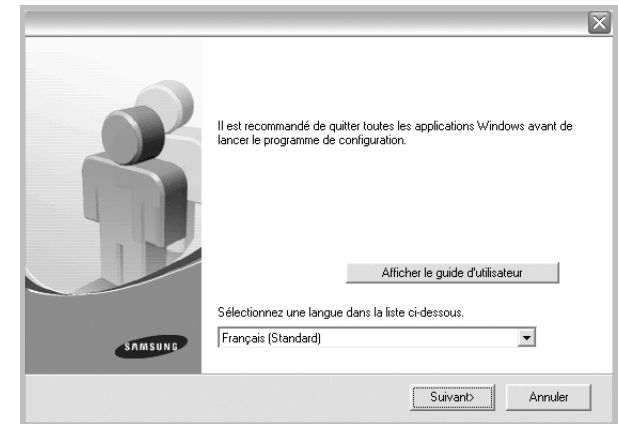 Il est recommandé de quitter toutes les applications Windows avant de
lancer le programme de configuration.
Afficher le guide d'utilisateur
Sélectionnez une langue dans la liste ci-dessous.
Français (Standard)
SAMSUNG
Suivant>
Annuler